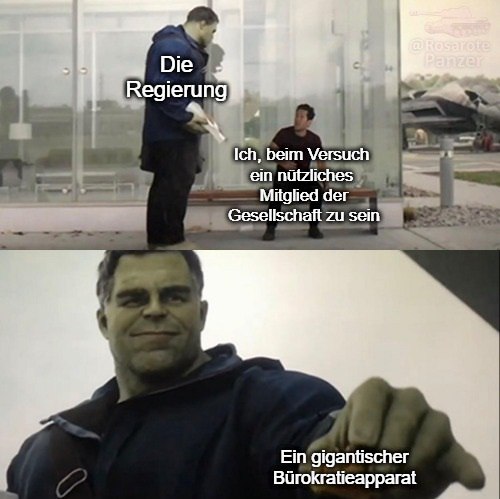 @Rosarote
Panzer
Die
Regierung
Ich, beim Versuch
ein nützliches
Mitglied der
Gesellschaft zu sein
Ein gigantischer
Bürokratieapparat